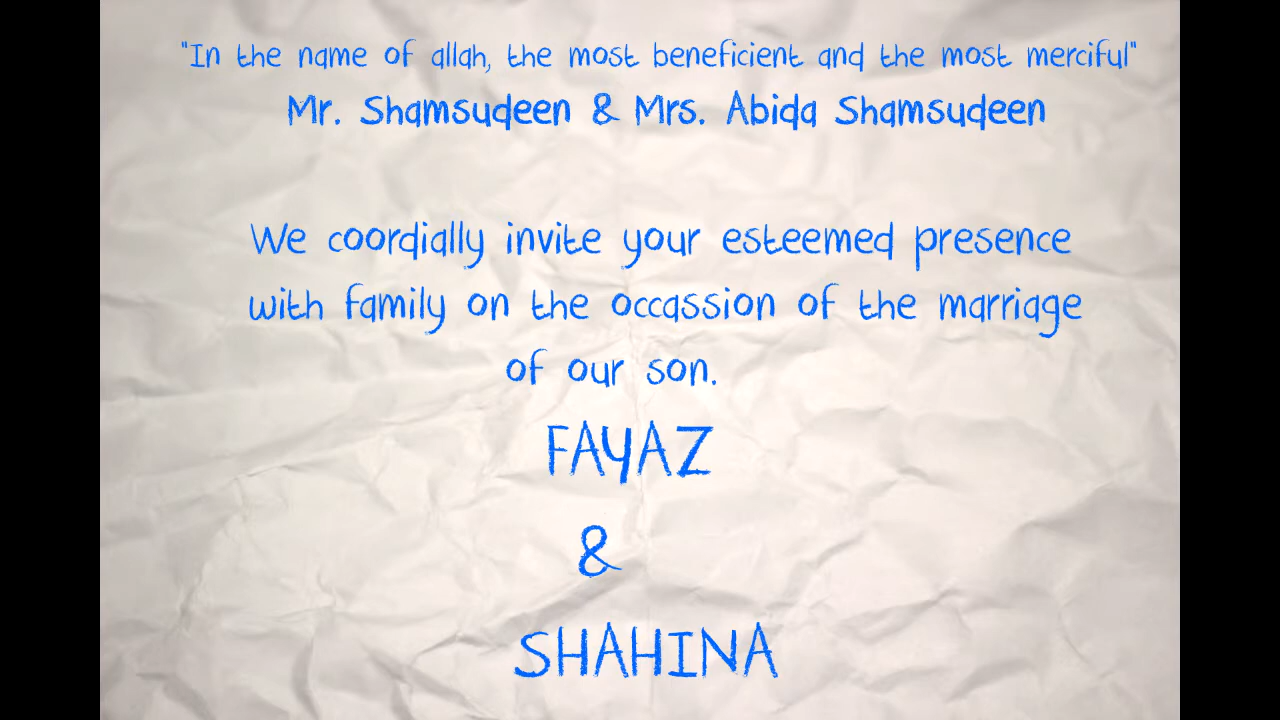 "In the name of allah, the most beneficient and the most merciful"
Mr. Shamsudeen & Mrs. Abida Shamsudeen
We coordially invite your esteemed presence
with family on the occassion of the marriage
of our son.
FAYAZ
&
SHAHINA